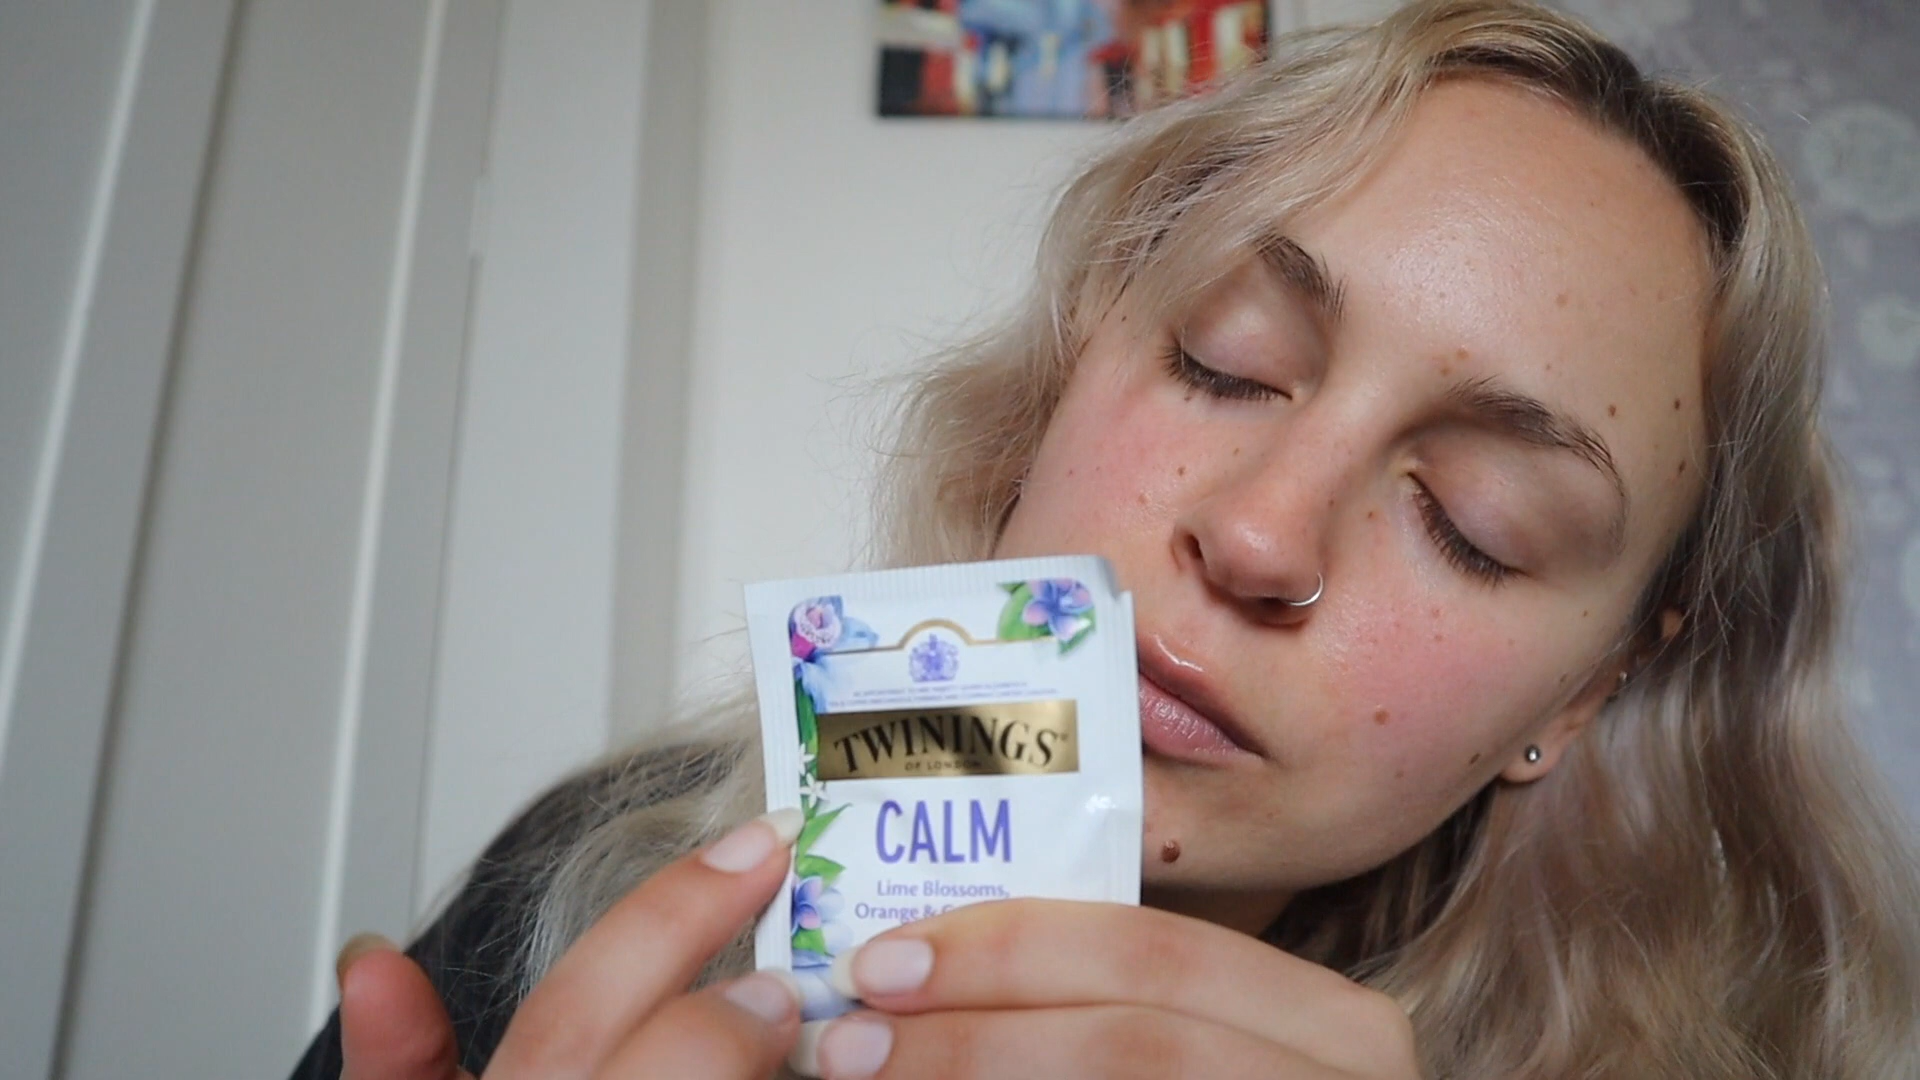 TWININGS
OF LONDON
CALM
Lime Blossoms,
Orange &